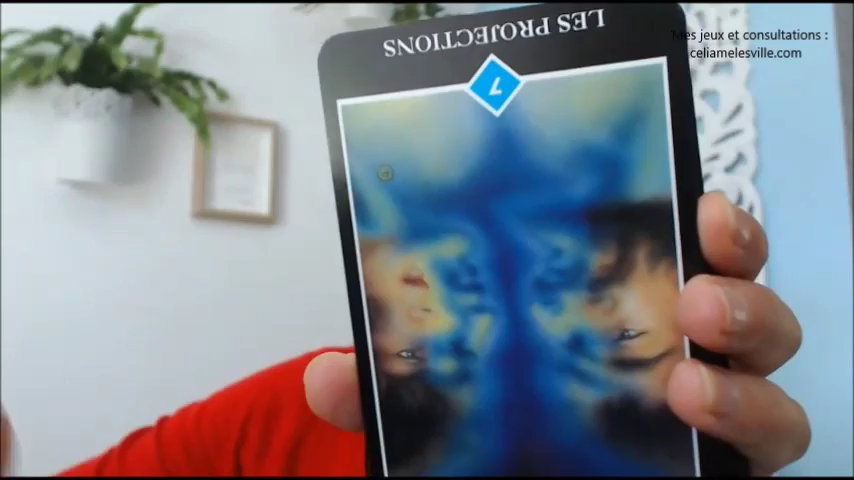 Mes jeux et consultations :
celiamelesville.com
LES PROJECTIONS
7